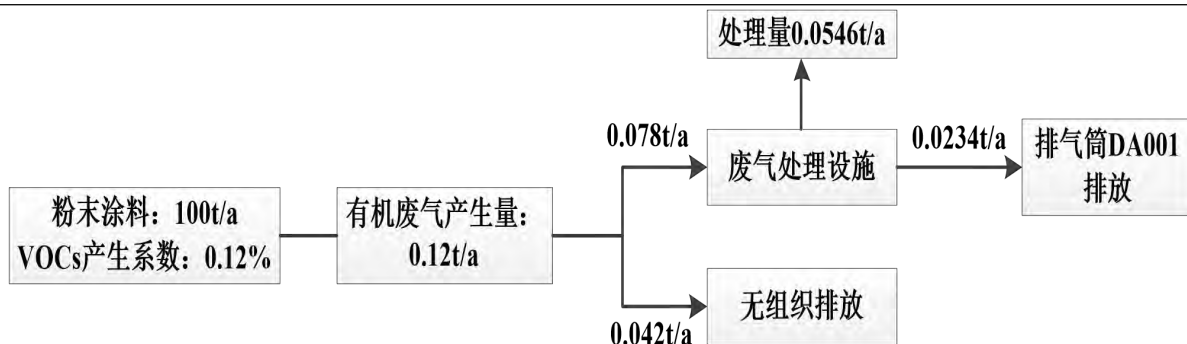 处理量0.0546t/a
0.078t/a
废气处理设施
0.0234t/a
排气筒DA001
排放
粉末涂料：100t/a
VOCs产生系数：0.12%
有机废气产生量：
0.12t/a
无组织排放
0.042t/a